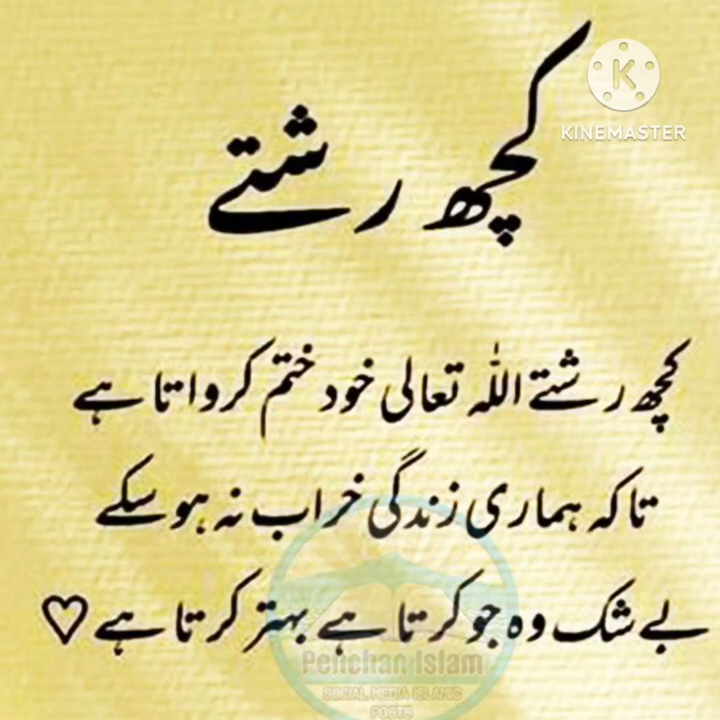 KINEMASTER
کچھ رشتے
کچھ رشتے اللہ تعالی خود ختم کرواتا ہے
تاکہ ہماری زندگی خراب نہ ہو سکے
بے شک وہ جو کرتا ہے بہتر کرتا ہے ♡
Pehchan Islam
SOCIAL MEDIA ISLAMIC
POSTS